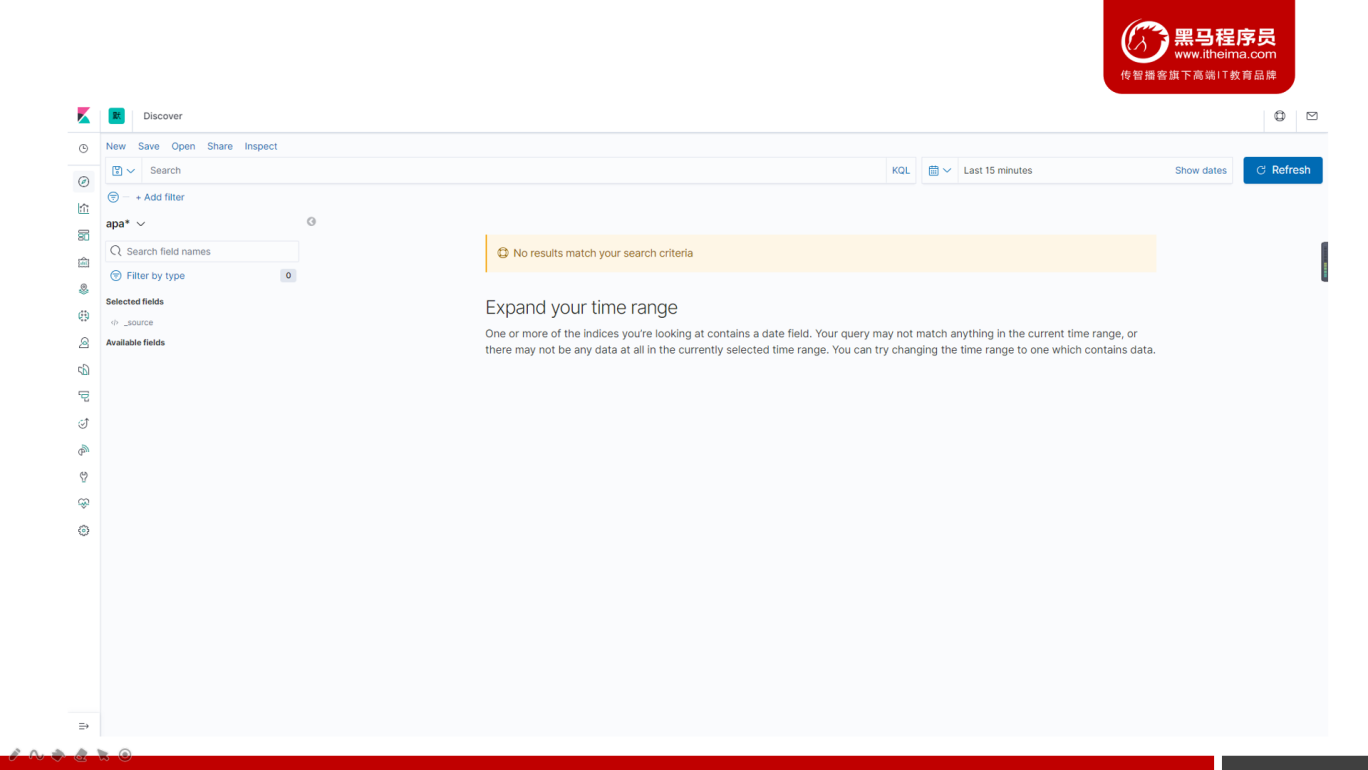 黑马程序员
www.itheima.com
传智播客旗下高端IT教育品牌
默
Discover
New Save Open Share Inspect
Search KQL Last 15 minutes Show dates Refresh
+ Add filter
apa*
Search field names
Filter by type 0
Selected fields
</> _source
Available fields
No results match your search criteria
Expand your time range
One or more of the indices you're looking at contains a date field. Your query may not match anything in the current time range, or
there may not be any data at all in the currently selected time range. You can try changing the time range to one which contains data.